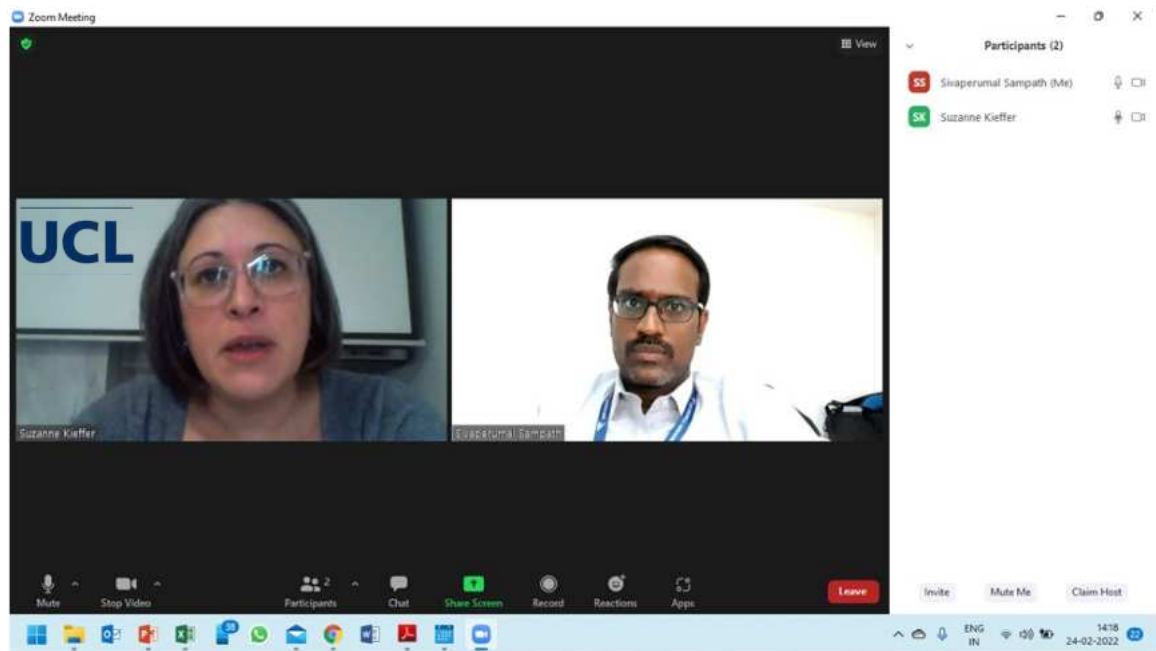 Zoom Meeting
View
Participants (2)
SS
Sivaperumal Sampath (Me)
SK
Suzanne Kieffer
UCL
Suzanne Kieffer
Sivaperumal Sampath
Mute
Stop Video
2
Participants
Chat
Share Screen
Record
Reactions
Apps
Leave
Invite
Mute Me
Claim Host
38
ENG
IN
14:18
24-02-2022
22